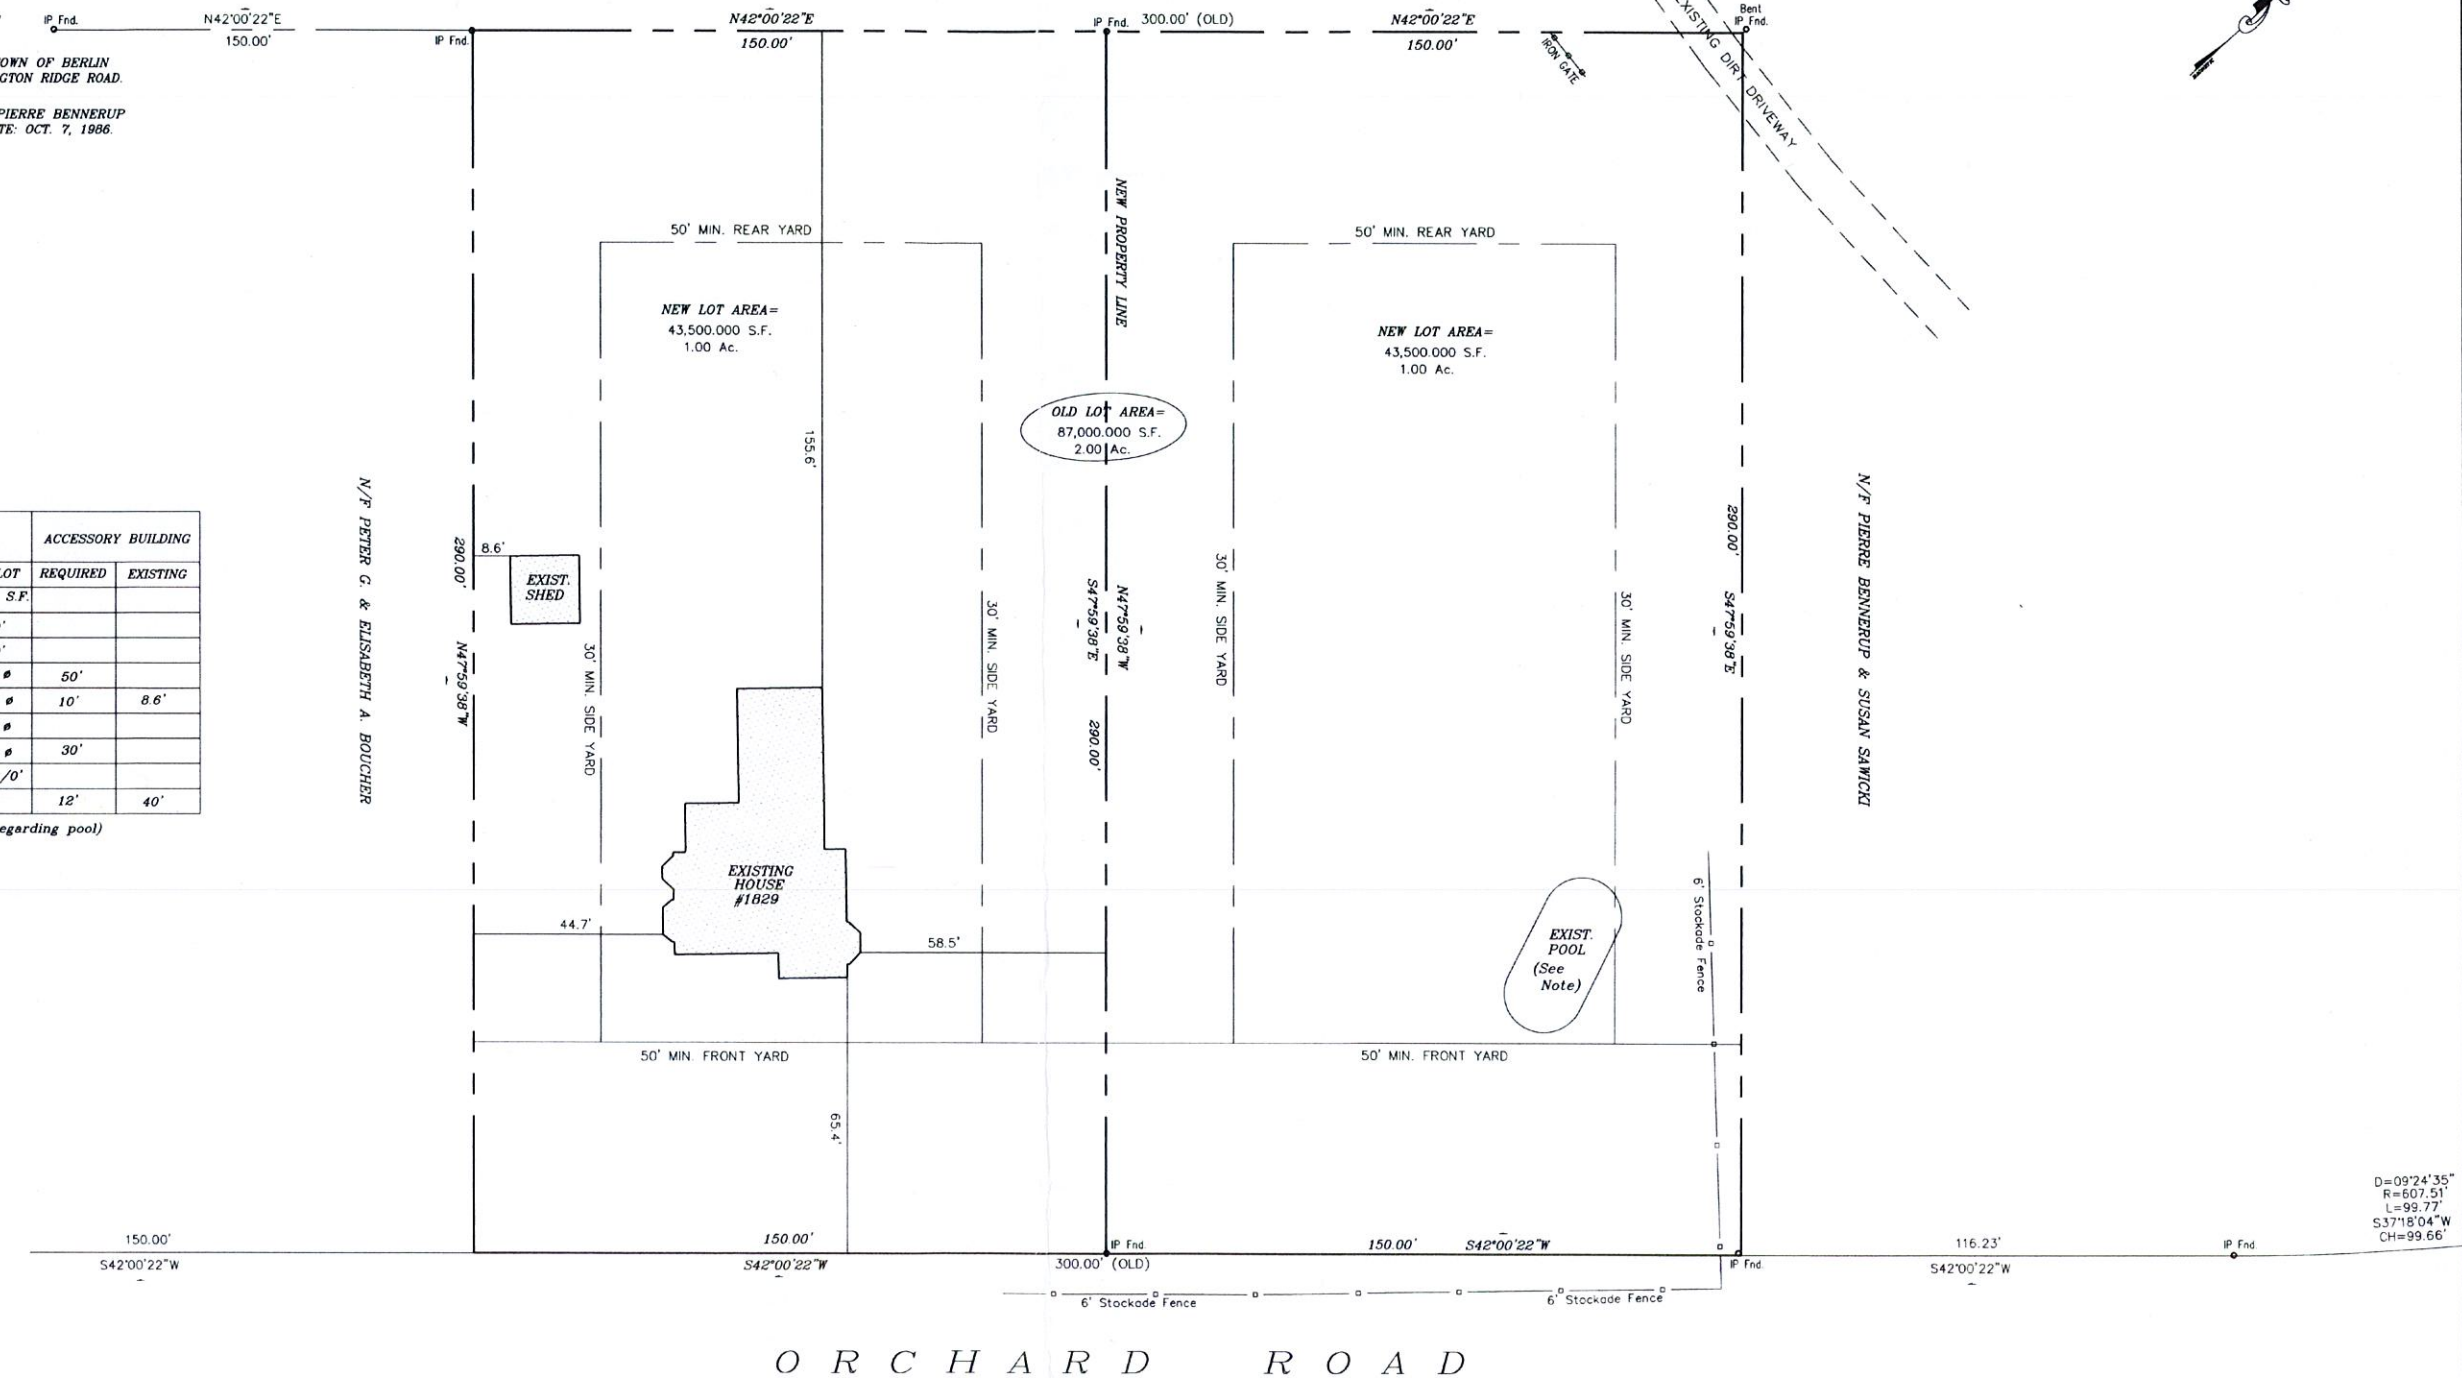 IP Fnd.
N42°00'22"E
150.00'
IP Fnd.
N42°00'22"E
150.00'
IP Fnd.
300.00' (OLD)
N42°00'22"E
150.00'
Bent
IP Fnd.
IRON GATE
EXISTING DIRT DRIVEWAY
OWN OF BERLIN
GTON RIDGE ROAD.
PIERRE BENNERUP
TE: OCT. 7, 1986.
NEW PROPERTY LINE
50' MIN. REAR YARD
50' MIN. REAR YARD
NEW LOT AREA=
43,500.000 S.F.
1.00 Ac.
NEW LOT AREA=
43,500.000 S.F.
1.00 Ac.
OLD LOT AREA=
87,000.000 S.F.
2.00 Ac.
155.6'
N/F PETER G. & ELISABETH A. BOUCHER
290.00'
N47°59'38"W
8.6'
EXIST.
SHED
30' MIN. SIDE YARD
30' MIN. SIDE YARD
S47°59'38"E
290.00'
N47°59'38"W
30' MIN. SIDE YARD
30' MIN. SIDE YARD
290.00'
S47°59'38"E
N/F PIERRE BENNERUP & SUSAN SAWICKI
ACCESSORY BUILDING
LOT REQUIRED EXISTING
S.F.
ø 50'
ø 10' 8.6'
ø
ø 30'
/0'
12' 40'
egarding pool)
EXISTING
HOUSE
#1829
44.7'
58.5'
EXIST.
POOL
(See
Note)
6' Stockade Fence
50' MIN. FRONT YARD
50' MIN. FRONT YARD
65.4'
150.00'
S42°00'22"W
150.00'
S42°00'22"W
IP Fnd.
300.00' (OLD)
150.00' S42°00'22"W
IP Fnd.
116.23'
S42°00'22"W
IP Fnd.
D=09°24'35"
R=607.51'
L=99.77'
S37°18'04"W
CH=99.66'
6' Stockade Fence
6' Stockade Fence
ORCHARD ROAD